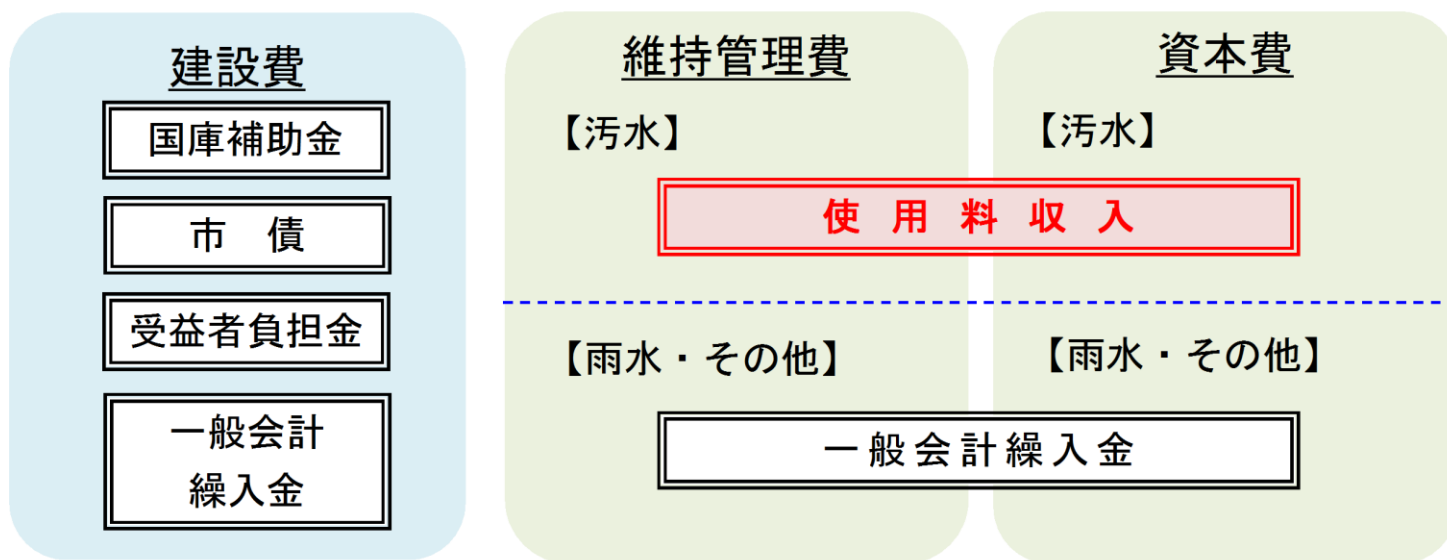 建設費
国庫補助金
市　債
受益者負担金
一般会計
繰入金
維持管理費
資本費
【汚水】
【汚水】
使用料収入
【雨水・その他】
【雨水・その他】
一般会計繰入金